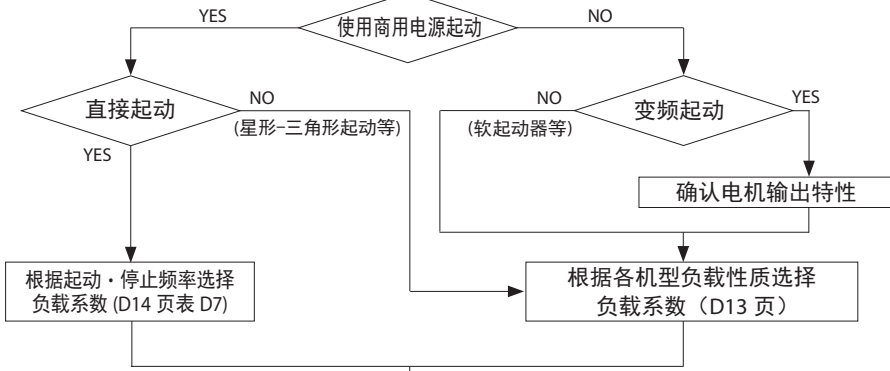 YES
使用商用电源起动
NO
直接起动
NO
(星形-三角形起动等)
YES
NO
(软起动器等)
变频起动
YES
确认电机输出特性
根据起动·停止频率选择
负载系数 (D14 页表 D7)
根据各机型负载性质选择
负载系数（D13 页）